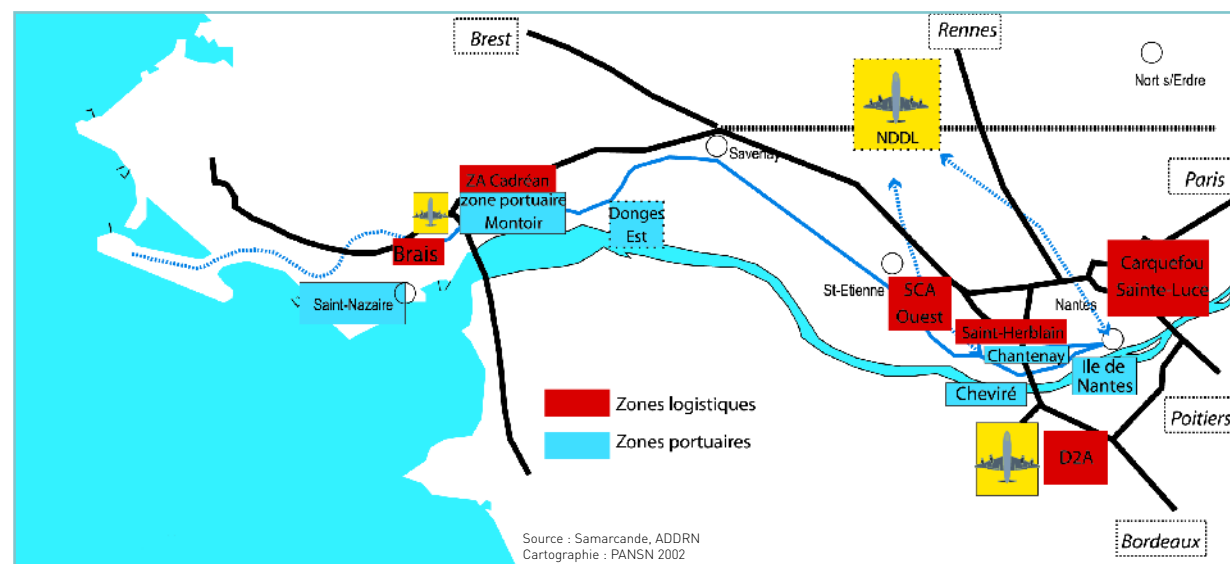 Brest
Rennes
Nort s/Erdre
NDDL
Savenay
Paris
ZA Cadréan
zone portuaire
Montoir
Donges
Est
Brais
Carquefou
Sainte-Luce
Saint-Nazaire
St-Etienne
SCA
Ouest
Nantes
Saint-Herblain
Chantenay
Ile de
Nantes
Cheviré
Zones logistiques
Zones portuaires
Poitiers
D2A
Bordeaux
Source : Samarcande, ADDRN
Cartographie : PANSN 2002